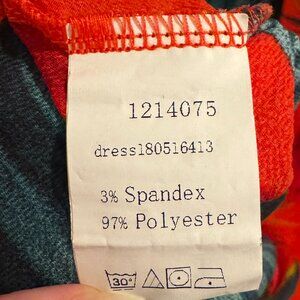 1214075
dress180516413
3% Spandex
97% Polyester
30°